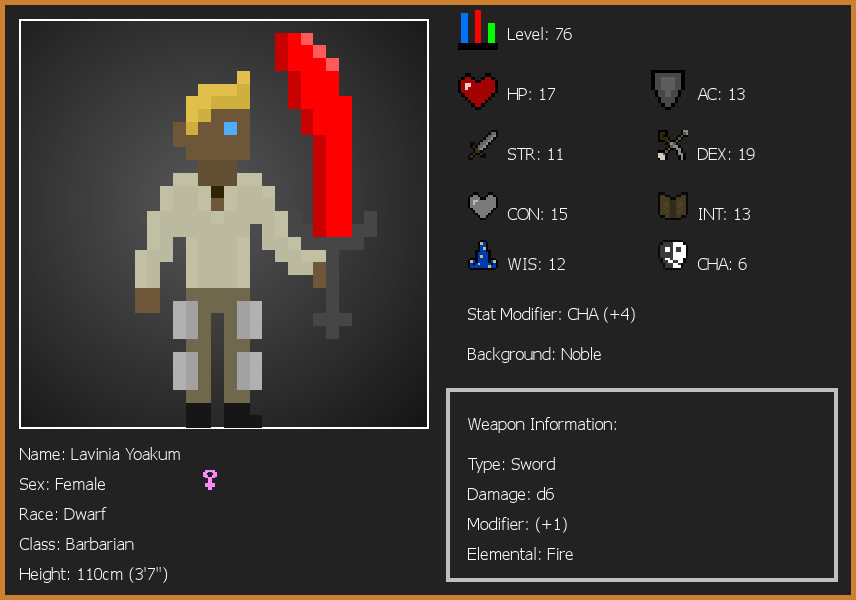 Level: 76
HP: 17
AC: 13
STR: 11
DEX: 19
CON: 15
INT: 13
WIS: 12
CHA: 6
Stat Modifier: CHA (+4)
Background: Noble
Weapon Information:
Type: Sword
Damage: d6
Modifier: (+1)
Elemental: Fire
Name: Lavinia Yoakum
Sex: Female
Race: Dwarf
Class: Barbarian
Height: 110cm (3'7")